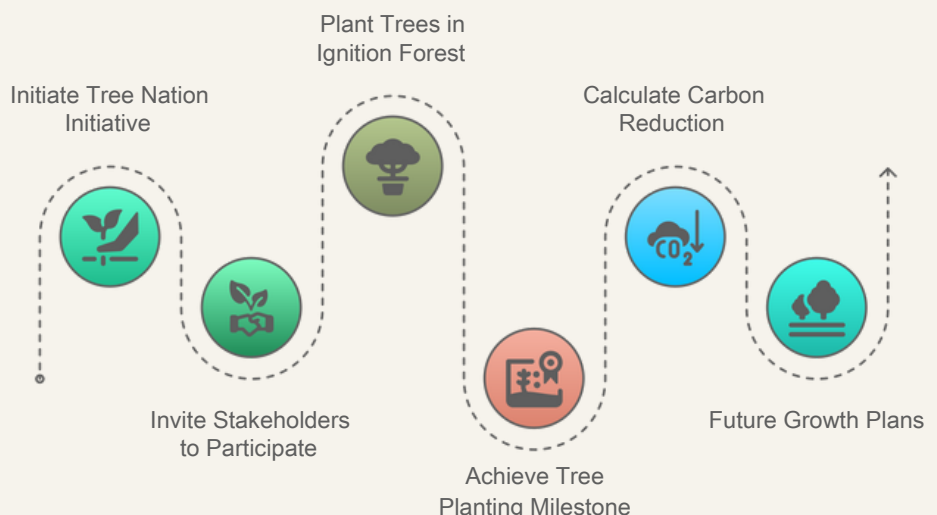 Plant Trees in
Ignition Forest
Initiate Tree Nation
Initiative
Calculate Carbon
Reduction
CO2
Invite Stakeholders
to Participate
Future Growth Plans
Achieve Tree
Planting Milestone